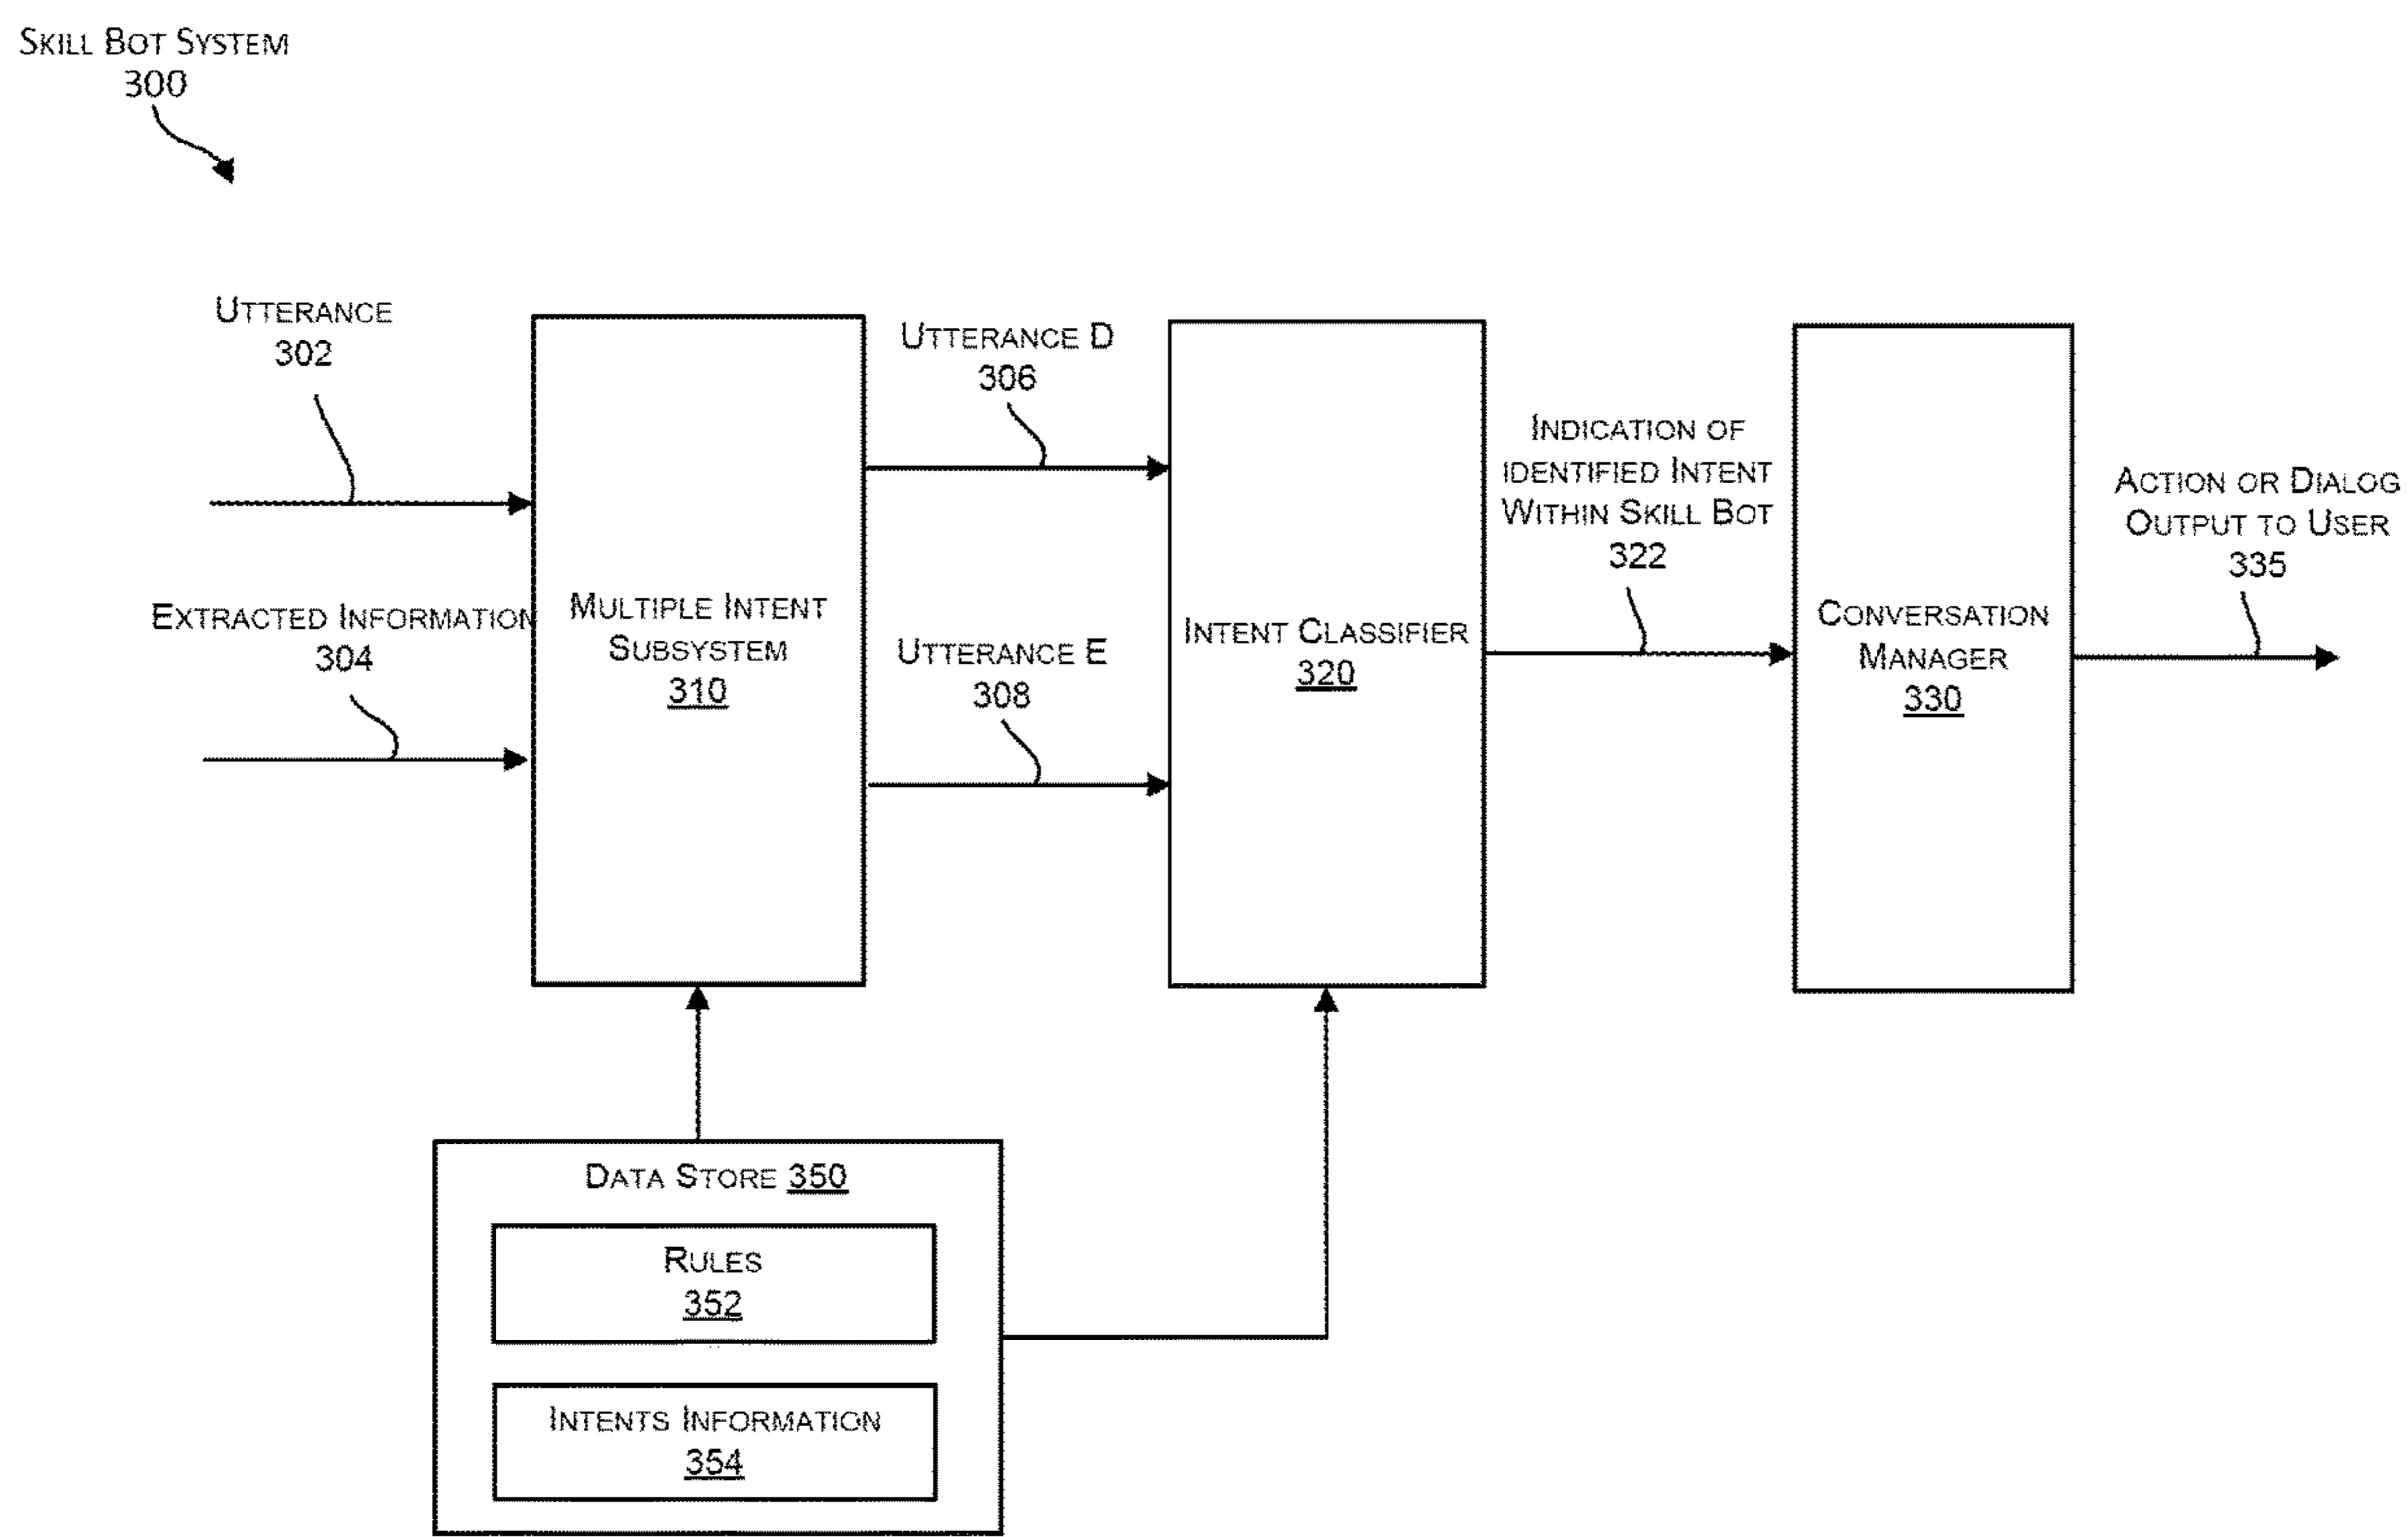 SKILL BOT SYSTEM
300
UTTERANCE
302
EXTRACTED INFORMATION
304
MULTIPLE INTENT
SUBSYSTEM
310
UTTERANCE D
306
UTTERANCE E
308
INTENT CLASSIFIER
320
INDICATION OF
IDENTIFIED INTENT
WITHIN SKILL BOT
322
CONVERSATION
MANAGER
330
ACTION OR DIALOG
OUTPUT TO USER
335
DATA STORE 350
RULES
352
INTENTS INFORMATION
354